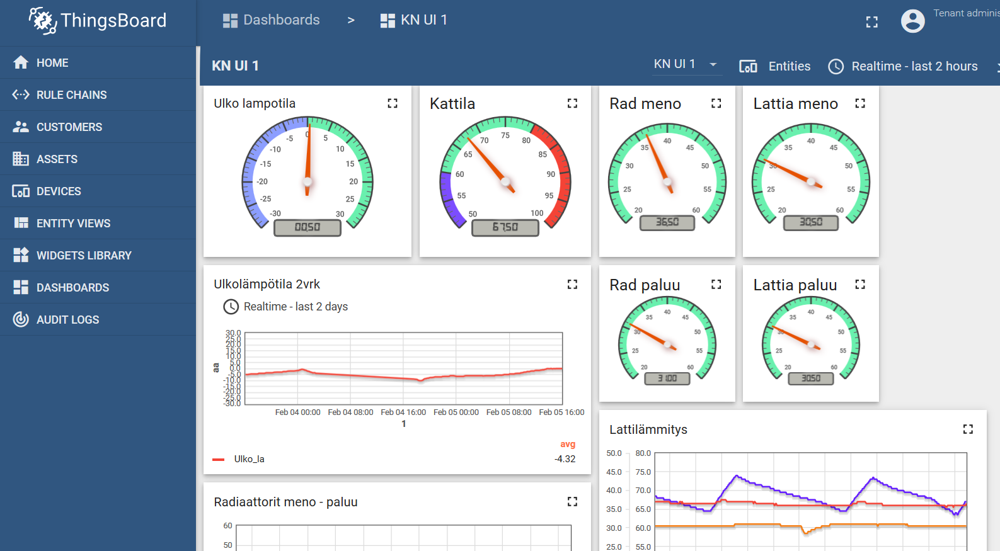 ThingsBoard
Dashboards > KN UI 1
Tenant adminis
HOME
RULE CHAINS
CUSTOMERS
ASSETS
DEVICES
ENTITY VIEWS
WIDGETS LIBRARY
DASHBOARDS
AUDIT LOGS
KN UI 1
KN UI 1
Entities
Realtime - last 2 hours
Ulko lampotila
-30 -25 -20 -15 -10 -5 0 5 10 15 20 25 30
00,50
Kattila
50 55 60 65 70 75 80 85 90 95 100
67,50
Rad meno
20 25 30 35 40 45 50 55 60
36,50
Lattia meno
20 25 30 35 40 45 50 55 60
30,50
Ulkolämpötila 2vrk
Realtime - last 2 days
30.0
25.0
20.0
15.0
10.0
5.0
0.0
-5.0
-10.0
-15.0
-20.0
-25.0
-30.0
aa
Feb 04 00:00 Feb 04 08:00 Feb 04 16:00 Feb 05 00:00 Feb 05 08:00 Feb 05 16:00
1
avg
Ulko_la -4.32
Rad paluu
20 25 30 35 40 45 50 55 60
31,00
Lattia paluu
20 25 30 35 40 45 50 55 60
30,50
Radiaattorit meno - paluu
60
50
Lattilämmitys
50.0 80.0
45.0 75.0
40.0 70.0
35.0 65.0
30.0 60.0
25.0 55.0